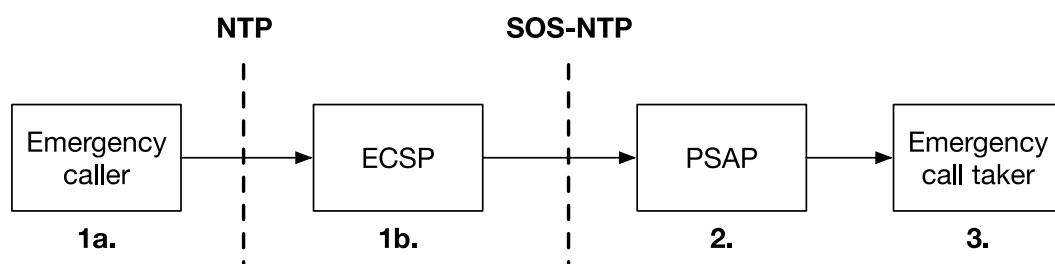 NTP
SOS-NTP
Emergency
caller
ECSP
PSAP
Emergency
call taker
1a.
1b.
2.
3.